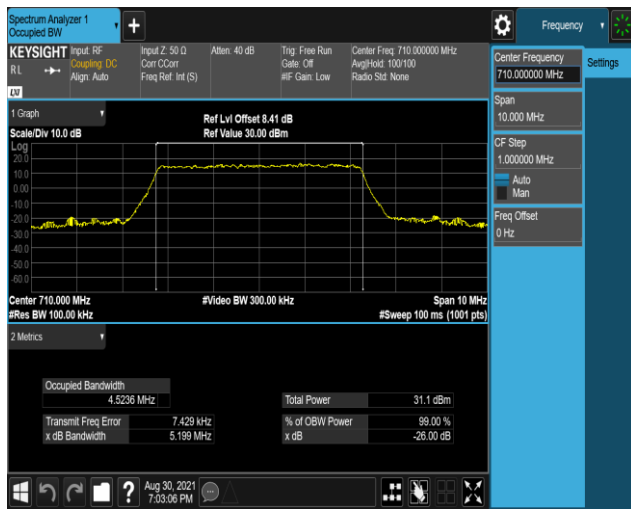 Spectrum Analyzer 1
Occupied BW
Frequency
KEYSIGHT
Input: RF
Coupling: DC
Align: Auto
Input Z: 50 Ω
Corr CCorr
Freq Ref: Int (S)
Atten: 40 dB
Trig: Free Run
Gate: Off
#IF Gain: Low
Center Freq: 710.000000 MHz
Avg|Hold: 100/100
Radio Std: None
R L
LXI
Center Frequency
710.000000 MHz
Settings
Span
10.000 MHz
CF Step
1.000000 MHz
Auto
Man
Freq Offset
0 Hz
1 Graph
Scale/Div 10.0 dB
Ref Lvl Offset 8.41 dB
Ref Value 30.00 dBm
Log
20.0
10.0
0.00
-10.0
-20.0
-30.0
-40.0
-50.0
-60.0
Center 710.000 MHz
#Video BW 300.00 kHz
Span 10 MHz
#Res BW 100.00 kHz
#Sweep 100 ms (1001 pts)
2 Metrics
Occupied Bandwidth
4.5236 MHz
Total Power 31.1 dBm
Transmit Freq Error 7.429 kHz
% of OBW Power 99.00 %
x dB Bandwidth 5.199 MHz
x dB -26.00 dB
?
Aug 30, 2021
7:03:06 PM